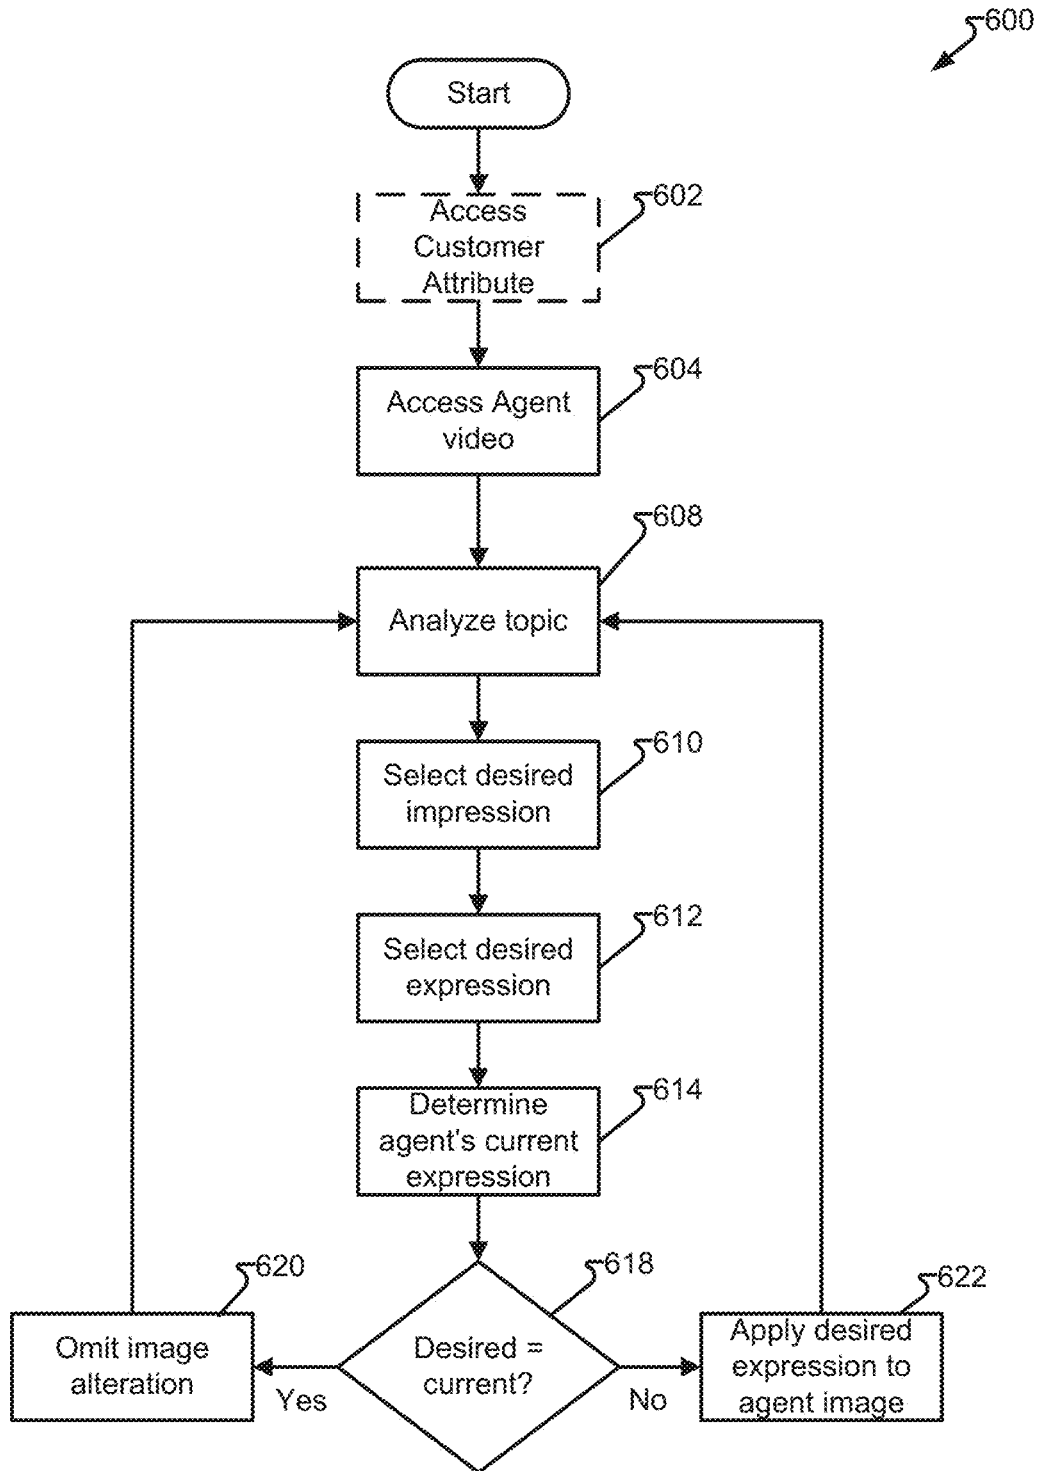 600
Start
602
Access
Customer
Attribute
604
Access Agent
video
608
Analyze topic
610
Select desired
impression
612
Select desired
expression
614
Determine
agent's current
expression
618
Desired =
current?
620
Omit image
alteration
Yes
No
622
Apply desired
expression to
agent image